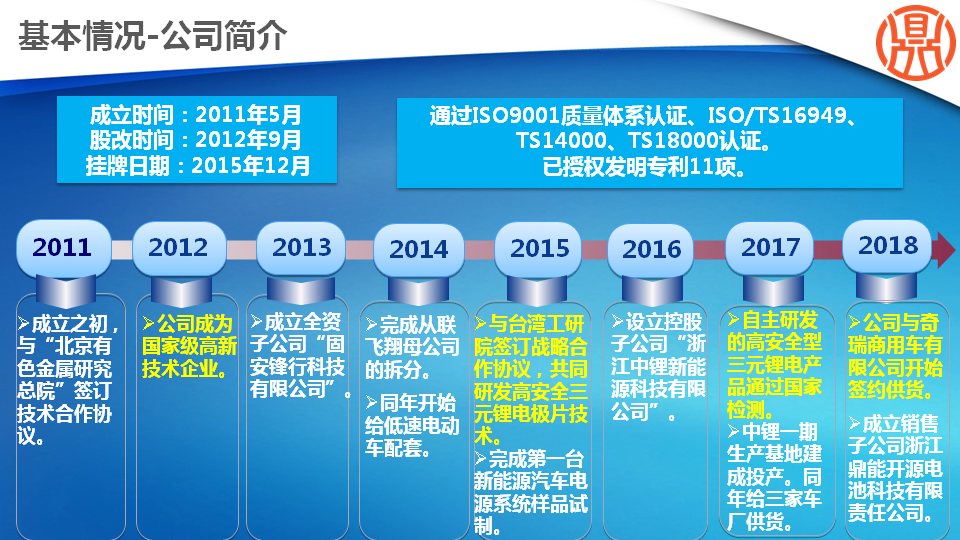 基本情况-公司简介
鼎
成立时间：2011年5月
股改时间：2012年9月
挂牌日期：2015年12月
通过ISO9001质量体系认证、ISO/TS16949、
TS14000、TS18000认证。
已授权发明专利11项。
2011
2012
2013
2014
2015
2016
2017
2018
➢成立之初，
与“北京有
色金属研究
总院”签订
技术合作协
议。
➢公司成为
国家级高新
技术企业。
➢成立全资
子公司“固
安锋行科技
有限公司”。
➢完成从联
飞翔母公司
的拆分。
➢同年开始
给低速电动
车配套。
➢与台湾工研
院签订战略合
作协议，共同
研发高安全三
元锂电极片技
术。
➢完成第一台
新能源汽车电
源系统样品试
制。
➢设立控股
子公司“浙
江中锂新能
源科技有限
公司”。
➢自主研发
的高安全型
三元锂电产
品通过国家
检测。
➢中锂一期
生产基地建
成投产。同
年给三家车
厂供货。
➢公司与奇
瑞商用车有
限公司开始
签约供货。
➢成立销售
子公司浙江
鼎能开源电
池科技有限
责任公司。